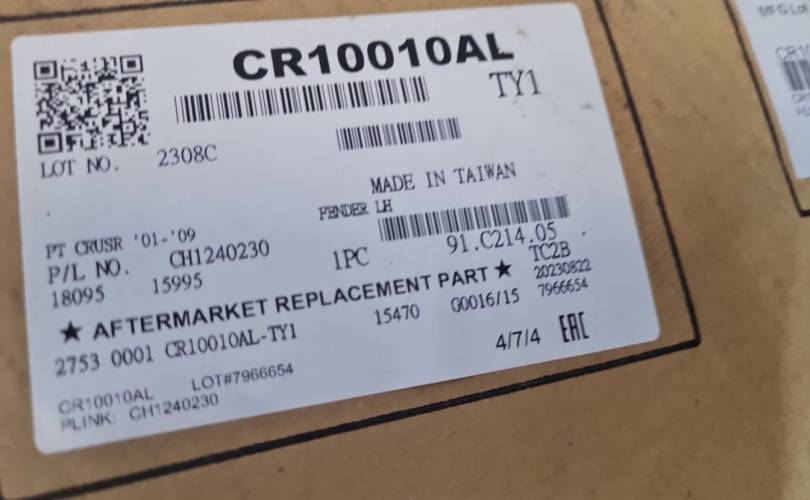 CR10010AL
TY1
LOT NO. 2308C
MADE IN TAIWAN
FENDER LH
PT CRUSR '01-'09
P/L NO. CH1240230
1PC
91.C214.05
18095 15995
TC2B
★ AFTERMARKET REPLACEMENT PART ★
20230822
2753 0001 CR10010AL-TY1
15470 G0016/15 7966654
4/7/4 EAC
CR10010AL LOT#7966654
PLINK: CH1240230
MFG Lot